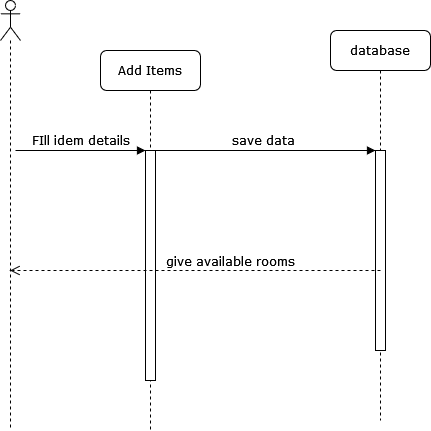 database
Add Items
FIll idem details
save data
give available rooms